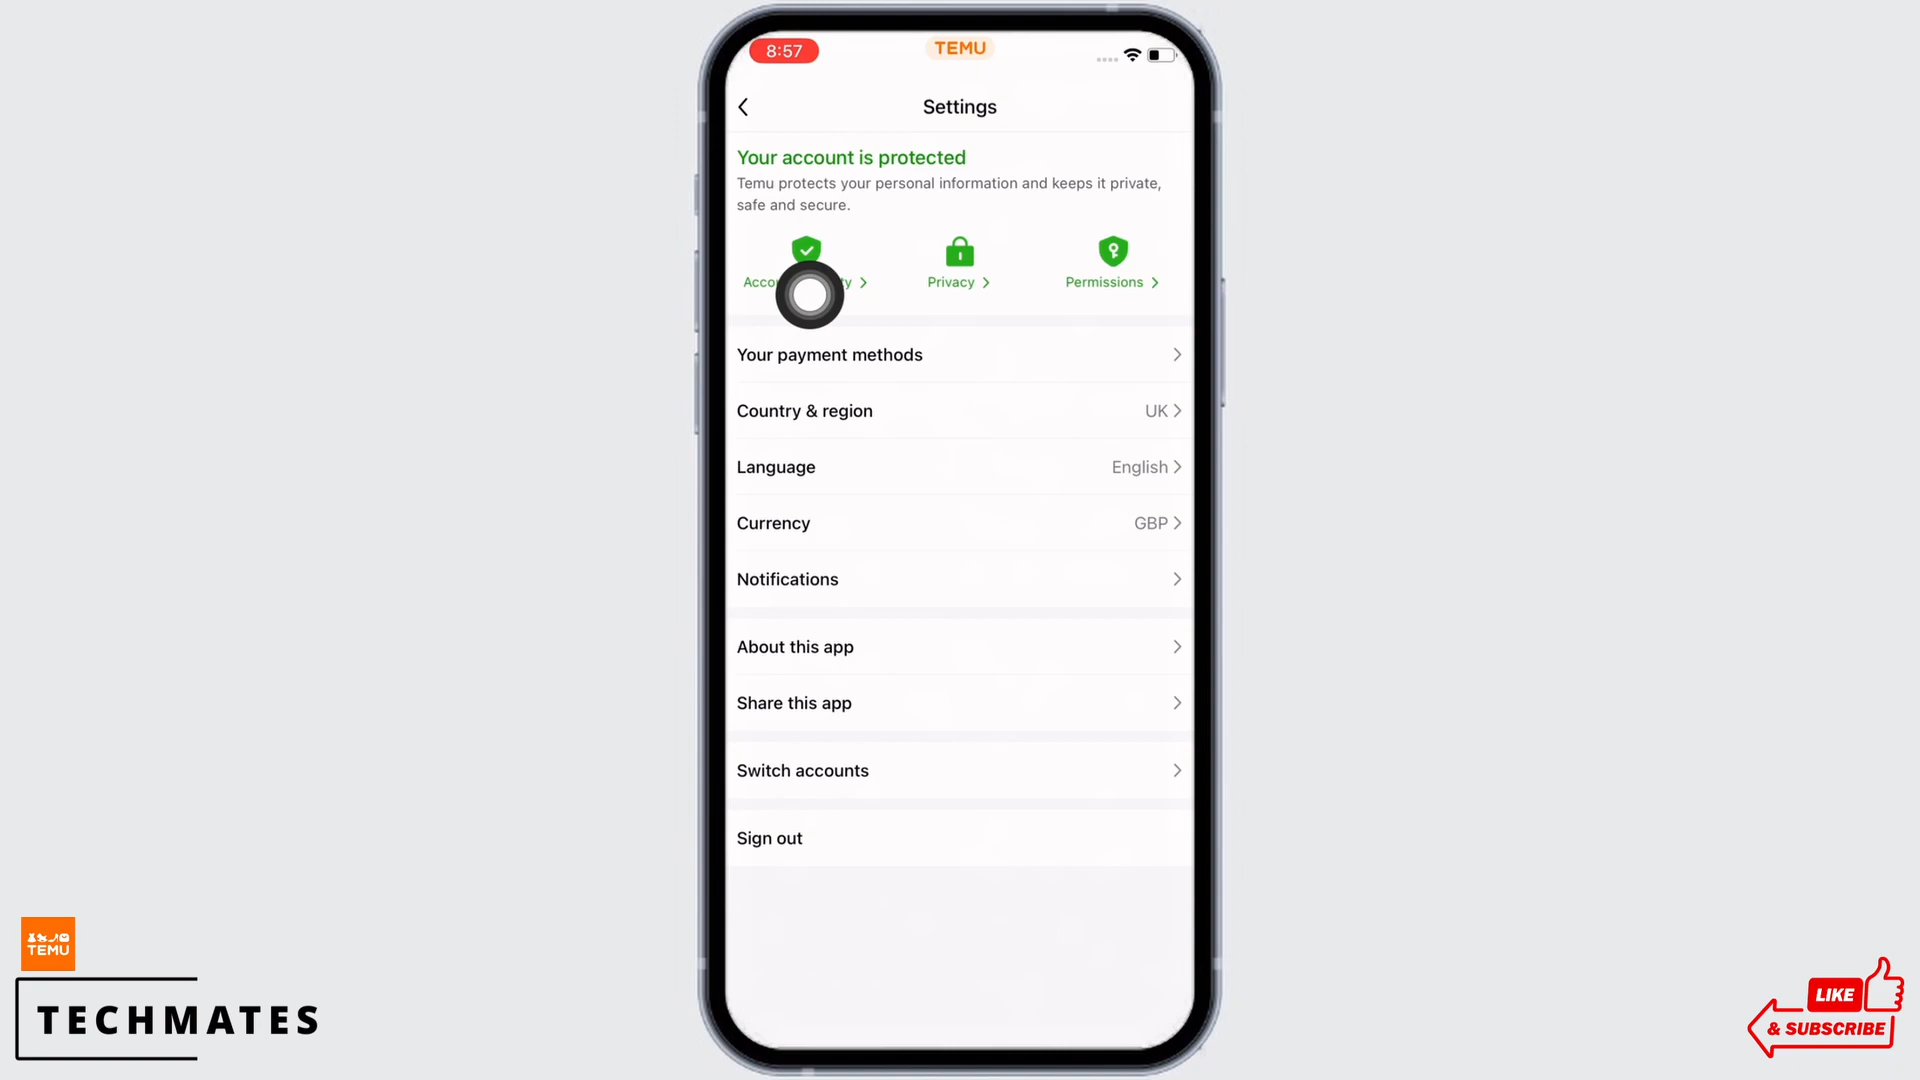 8:57
TEMU
Settings
Your account is protected
Temu protects your personal information and keeps it private,
safe and secure.
Privacy
Permissions
Your payment methods
Country & region UK
Language English
Currency GBP
Notifications
About this app
Share this app
Switch accounts
Sign out
TEMU
TECHMATES
LIKE
& SUBSCRIBE